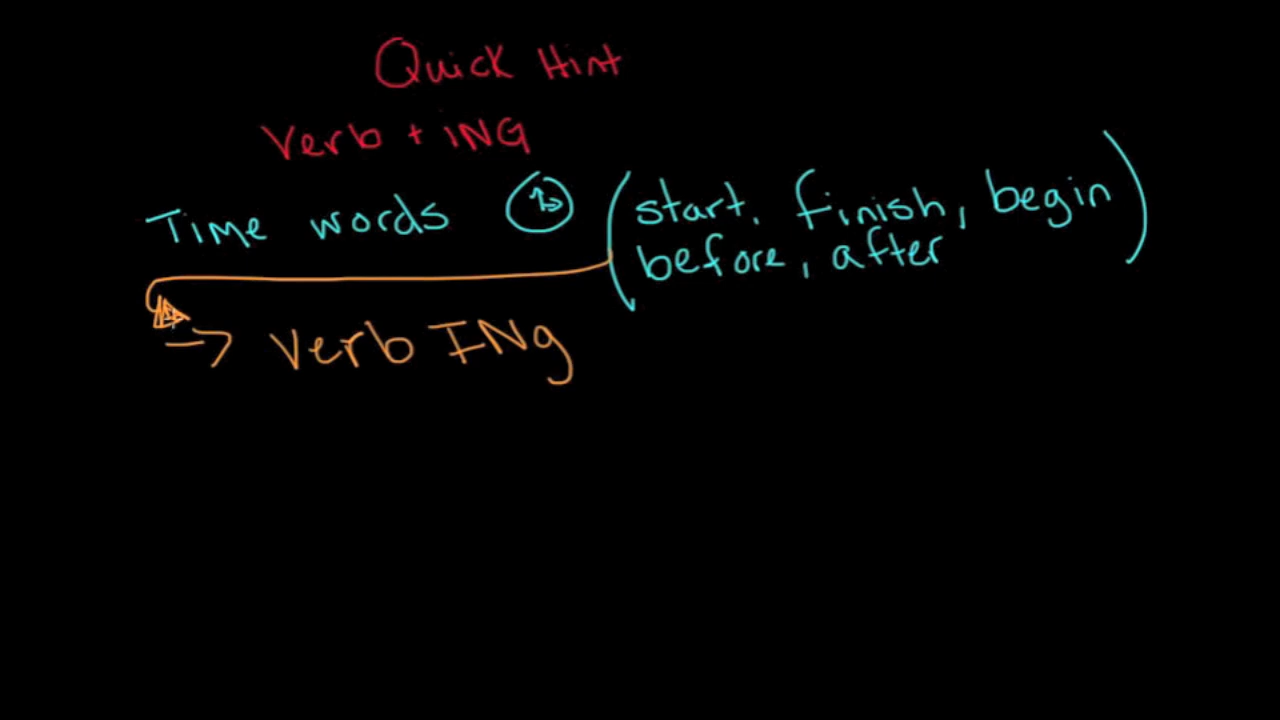 Quick Hint
Verb + iNG
Time words (start, finish, begin
before, after)
-> Verb INg